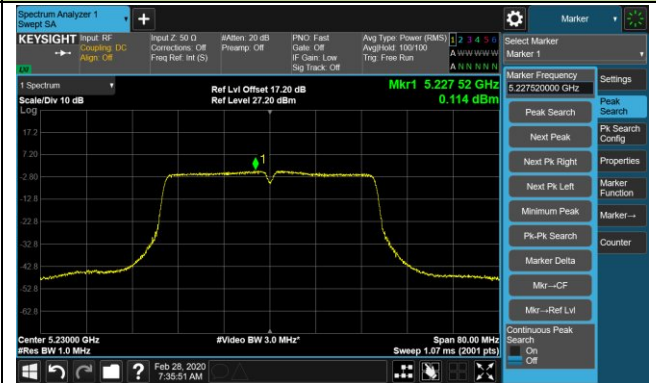 Spectrum Analyzer 1
Swept SA
Marker
KEYSIGHT
Input: RF
Coupling: DC
Align: Off
Input Z: 50 Ω
Corrections: Off
Freq Ref: Int (S)
#Atten: 20 dB
Preamp: Off
PNO: Fast
Gate: Off
IF Gain: Low
Sig Track: Off
Avg Type: Power (RMS)
Avg|Hold: 100/100
Trig: Free Run
1 2 3 4 5 6
A W W W W W
A N N N N N
Select Marker
Marker 1
1 Spectrum
Scale/Div 10 dB
Log
Ref Lvl Offset 17.20 dB
Ref Level 27.20 dBm
Mkr1 5.227 52 GHz
0.114 dBm
17.2
7.20
-2.80
-12.8
-22.8
-32.8
-42.8
-52.8
-62.8
1
Center 5.23000 GHz
#Res BW 1.0 MHz
#Video BW 3.0 MHz*
Span 80.00 MHz
Sweep 1.07 ms (2001 pts)
Marker Frequency
5.227520000 GHz
Peak Search
Next Peak
Next Pk Right
Next Pk Left
Minimum Peak
Pk-Pk Search
Marker Delta
Mkr→CF
Mkr→Ref Lvl
Continuous Peak
Search
On
Off
Settings
Peak
Search
Pk Search
Config
Properties
Marker
Function
Marker→
Counter
Feb 28, 2020
7:35:51 AM